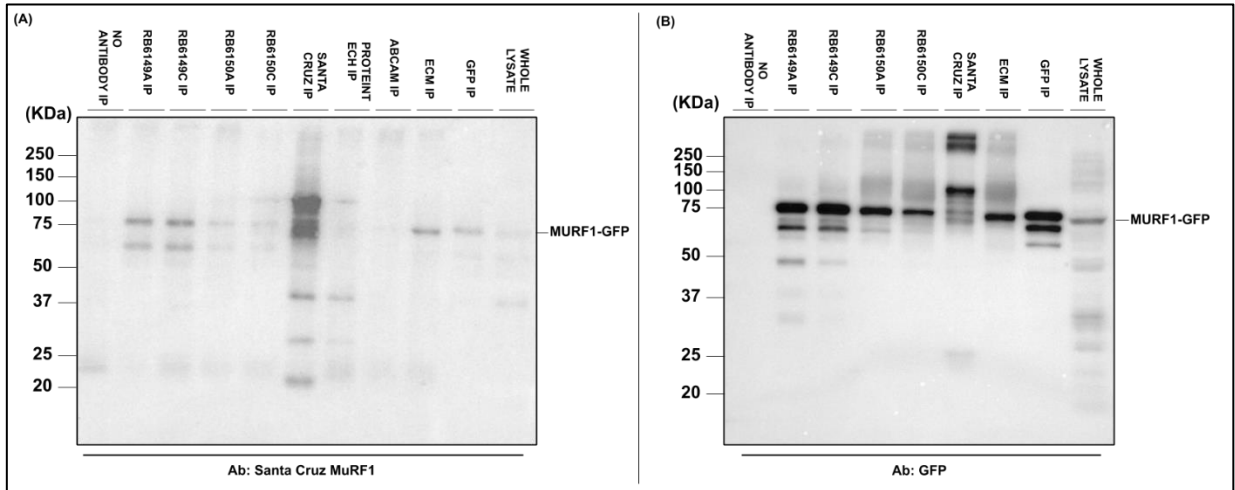 (A)
NO
ANTIBODY IP
RB6149A IP
RB6149C IP
RB6150A IP
RB6150C IP
SANTA
CRUZ IP
PROTEINT
ECH IP
ABCAM IP
ECM IP
GFP IP
WHOLE
LYSATE
(KDa)
250
150
100
75
50
37
25
20
MURF1-GFP
Ab: Santa Cruz MuRF1
(B)
NO
ANTIBODY IP
RB6149A IP
RB6149C IP
RB6150A IP
RB6150C IP
SANTA
CRUZ IP
ECM IP
GFP IP
WHOLE
LYSATE
(KDa)
250
150
100
75
50
37
25
20
MURF1-GFP
Ab: GFP